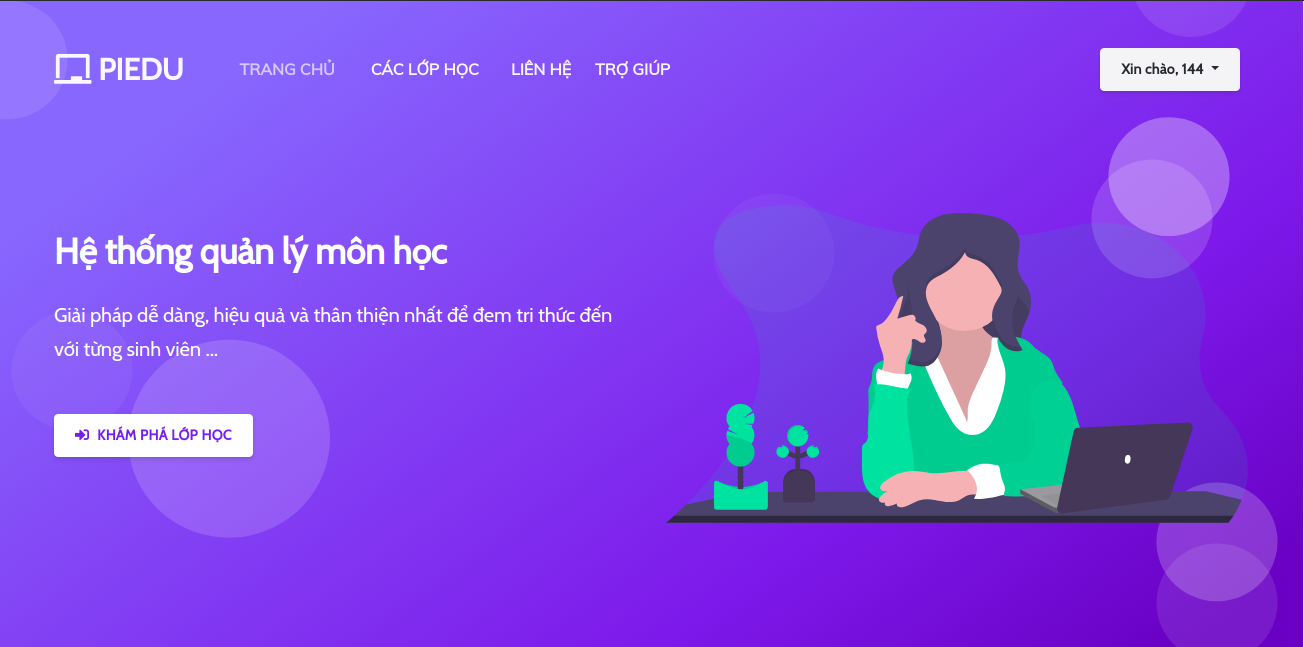 PIEDU
TRANG CHỦ CÁC LỚP HỌC LIÊN HỆ TRỢ GIÚP
Xin chào, 144
Hệ thống quản lý môn học
Giải pháp dễ dàng, hiệu quả và thân thiện nhất để đem tri thức đến
với từng sinh viên ...
KHÁM PHÁ LỚP HỌC